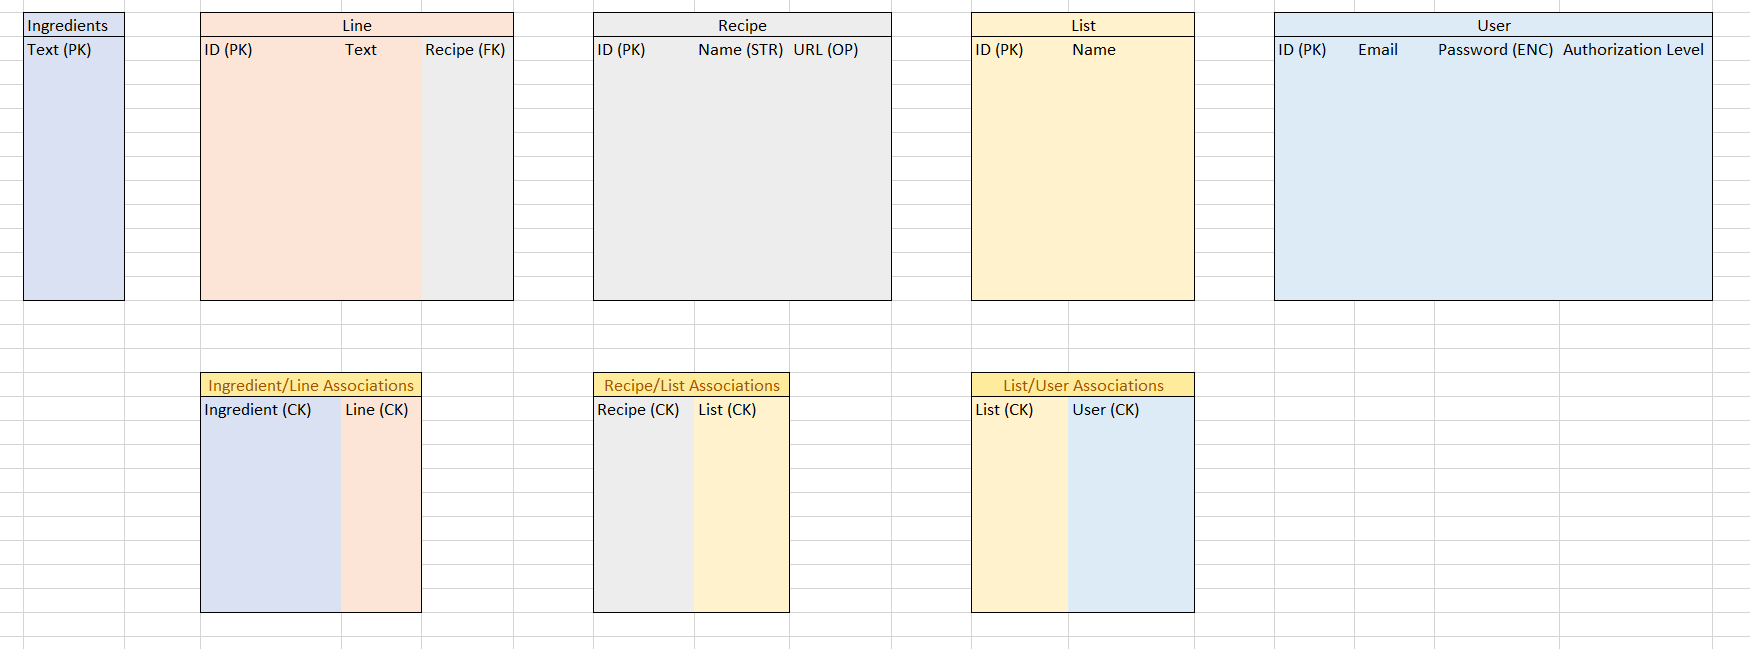 Ingredients
Text (PK)
Line
ID (PK) Text Recipe (FK)
Recipe
ID (PK) Name (STR) URL (OP)
List
ID (PK) Name
User
ID (PK) Email Password (ENC) Authorization Level
Ingredient/Line Associations
Ingredient (CK) Line (CK)
Recipe/List Associations
Recipe (CK) List (CK)
List/User Associations
List (CK) User (CK)